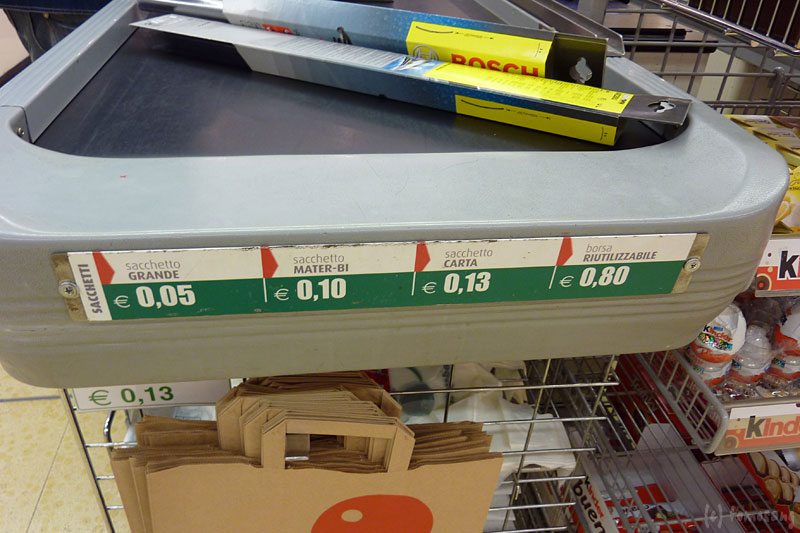 BOSCH
SACCHETTI
sacchetto
GRANDE
€ 0,05
sacchetto
MATER-BI
€ 0,10
sacchetto
CARTA
€ 0,13
borsa
RIUTILIZZABILE
€ 0,80
€ 0,13
kinder
kinder
bueno